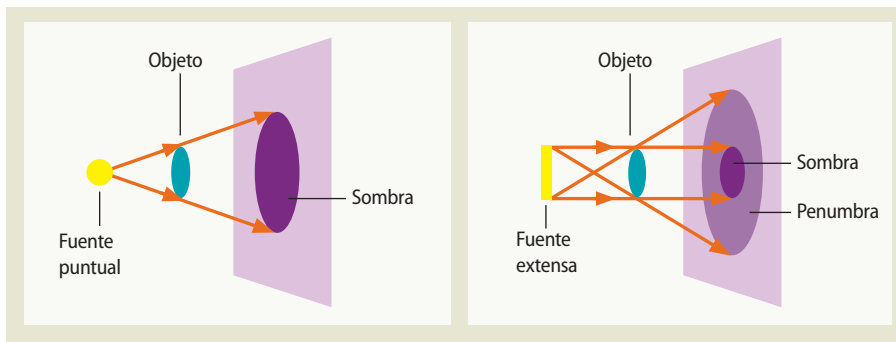 Objeto
Sombra
Fuente
puntual
Objeto
Sombra
Penumbra
Fuente
extensa